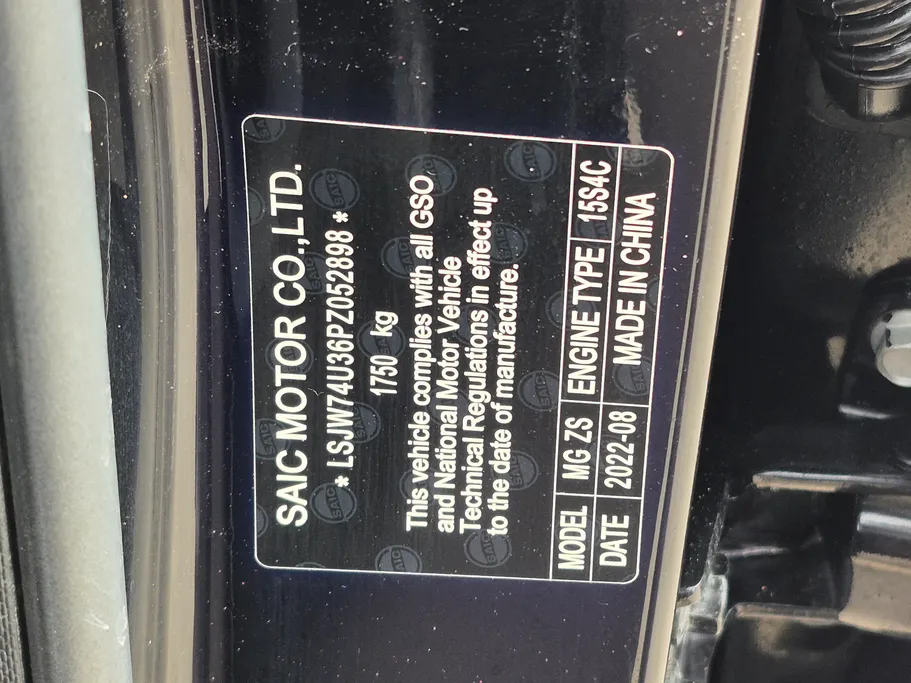 SAIC MOTOR CO.,LTD.
* LSJW74U36PZ052898 *
1750 kg
This vehicle complies with all GSO
and National Motor Vehicle
Technical Regulations in effect up
to the date of manufacture.
MODEL MG ZS ENGINE TYPE 15S4C
DATE 2022-08 MADE IN CHINA